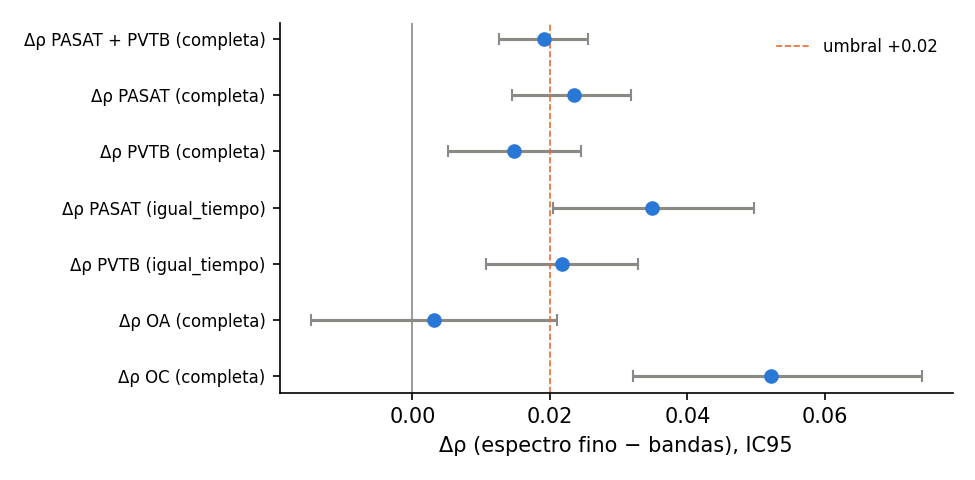 Δρ PASAT + PVTB (completa)
umbral +0.02
Δρ PASAT (completa)
Δρ PVTB (completa)
Δρ PASAT (igual_tiempo)
Δρ PVTB (igual_tiempo)
Δρ OA (completa)
Δρ OC (completa)
0.00 0.02 0.04 0.06
Δρ (espectro fino − bandas), IC95